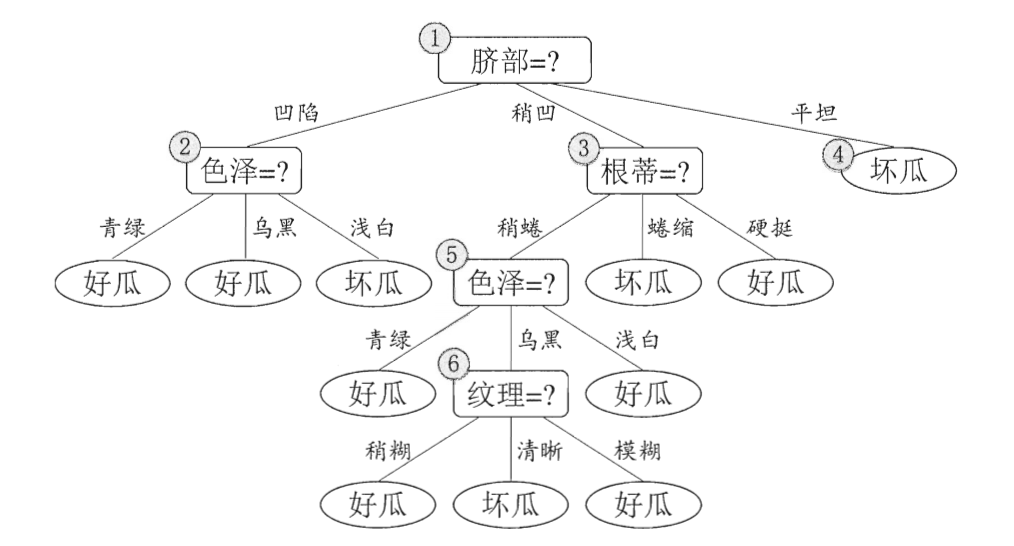 ①
脐部=?
凹陷 稍凹 平坦
② ③ ④
色泽=? 根蒂=? 坏瓜
青绿 乌黑 浅白 稍蜷 蜷缩 硬挺
⑤
好瓜 好瓜 坏瓜 色泽=? 坏瓜 好瓜
青绿 乌黑 浅白
⑥
好瓜 纹理=? 好瓜
稍糊 清晰 模糊
好瓜 坏瓜 好瓜